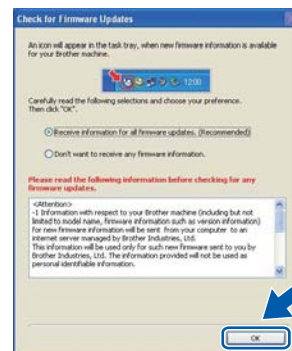 Check for Firmware Updates
An icon will appear in the task tray, when new firmware information is available
for your Brother machine.
1200
Carefully read the following selections and choose your preference.
Then click "OK".
Receive information for all firmware updates. (Recommended)
Don't want to receive any firmware information.
Please read the following information before checking for any
firmware updates.
<Attention>
-1 Information with respect to your Brother machine (including but not
limited to model name, firmware information such as version information)
for new firmware information will be sent from your computer to an
internet server managed by Brother Industries, Ltd.
This information will be used only for such new firmware sent to you by
Brother Industries, Ltd. The information provided will not be used as
personal identifiable information.
OK